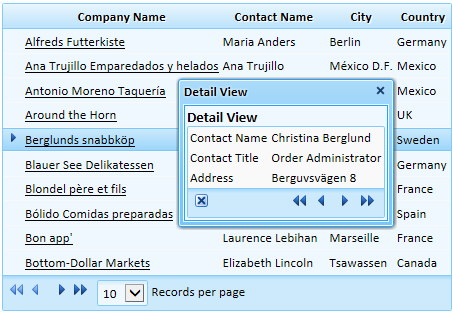 Company Name Contact Name City Country
Alfreds Futterkiste Maria Anders Berlin Germany
Ana Trujillo Emparedados y helados Ana Trujillo México D.F. Mexico
Antonio Moreno Taquería Mexico
Around the Horn UK
Berglunds snabbköp Sweden
Blauer See Delikatessen Germany
Blondel père et fils France
Bólido Comidas preparadas Spain
Bon app' Laurence Lebihan Marseille France
Bottom-Dollar Markets Elizabeth Lincoln Tsawassen Canada
Detail View
Detail View
Contact Name Christina Berglund
Contact Title Order Administrator
Address Berguvsvägen 8
10 Records per page